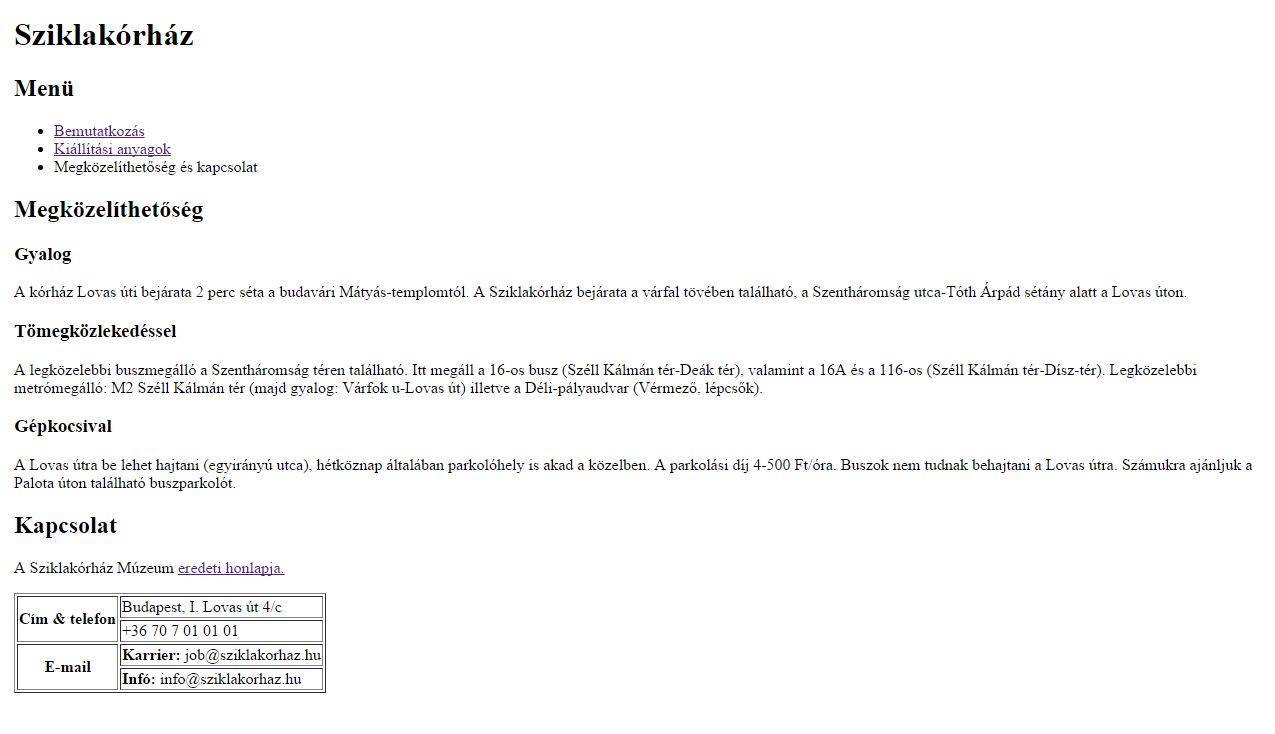 Sziklakórház
Menü
Bemutatkozás
Kiállítási anyagok
Megközelíthetőség és kapcsolat
Megközelíthetőség
Gyalog
A kórház Lovas úti bejárata 2 perc séta a budavári Mátyás-templomtól. A Sziklakórház bejárata a várfal tövében található, a Szentháromság utca-Tóth Árpád sétány alatt a Lovas úton.
Tömegközlekedéssel
A legközelebbi buszmegálló a Szentháromság téren található. Itt megáll a 16-os busz (Széll Kálmán tér-Deák tér), valamint a 16A és a 116-os (Széll Kálmán tér-Dísz-tér). Legközelebbi
metrómegálló: M2 Széll Kálmán tér (majd gyalog: Várfok u-Lovas út) illetve a Déli-pályaudvar (Vérmező, lépcsők).
Gépkocsival
A Lovas útra be lehet hajtani (egyirányú utca), hétköznap általában parkolóhely is akad a közelben. A parkolási díj 4-500 Ft/óra. Buszok nem tudnak behajtani a Lovas útra. Számukra ajánljuk a
Palota úton található buszparkolót.
Kapcsolat
A Sziklakórház Múzeum eredeti honlapja.
Cím & telefon
Budapest, I. Lovas út 4/c
+36 70 7 01 01 01
E-mail
Karrier: job@sziklakorhaz.hu
Infó: info@sziklakorhaz.hu